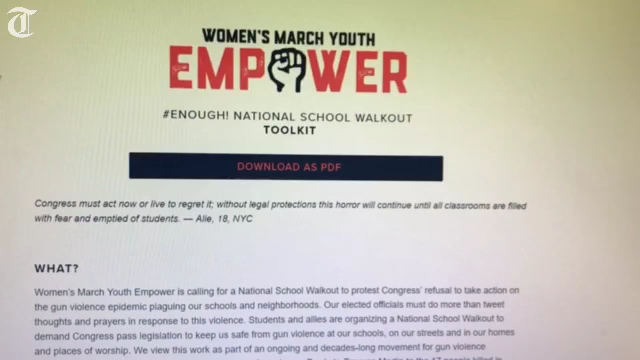 T
WOMEN'S MARCH YOUTH
EMPOWER
#ENOUGH! NATIONAL SCHOOL WALKOUT
TOOLKIT
DOWNLOAD AS PDF
Congress must act now or live to regret it; without legal protections this horror will continue until all classrooms are filled
with fear and emptied of students. — Alie, 18, NYC
WHAT?
Women's March Youth Empower is calling for a National School Walkout to protest Congress' refusal to take action on
the gun violence epidemic plaguing our schools and neighborhoods. Our elected officials must do more than tweet
thoughts and prayers in response to this violence. Students and allies are organizing a National School Walkout to
demand Congress pass legislation to keep us safe from gun violence at our schools, on our streets and in our homes
and places of worship. We view this work as part of an ongoing and decades-long movement for gun violence